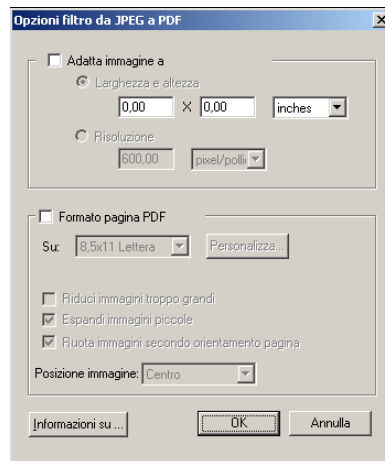 Opzioni filtro da JPEG a PDF
Adatta immagine a
Larghezza e altezza
0,00 X 0,00 inches
Risoluzione
600,00 pixel/polli
Formato pagina PDF
Su: 8,5x11 Lettera Personalizza...
Riduci immagini troppo grandi
Espandi immagini piccole
Ruota immagini secondo orientamento pagina
Posizione immagine: Centro
Informazioni su ... OK Annulla